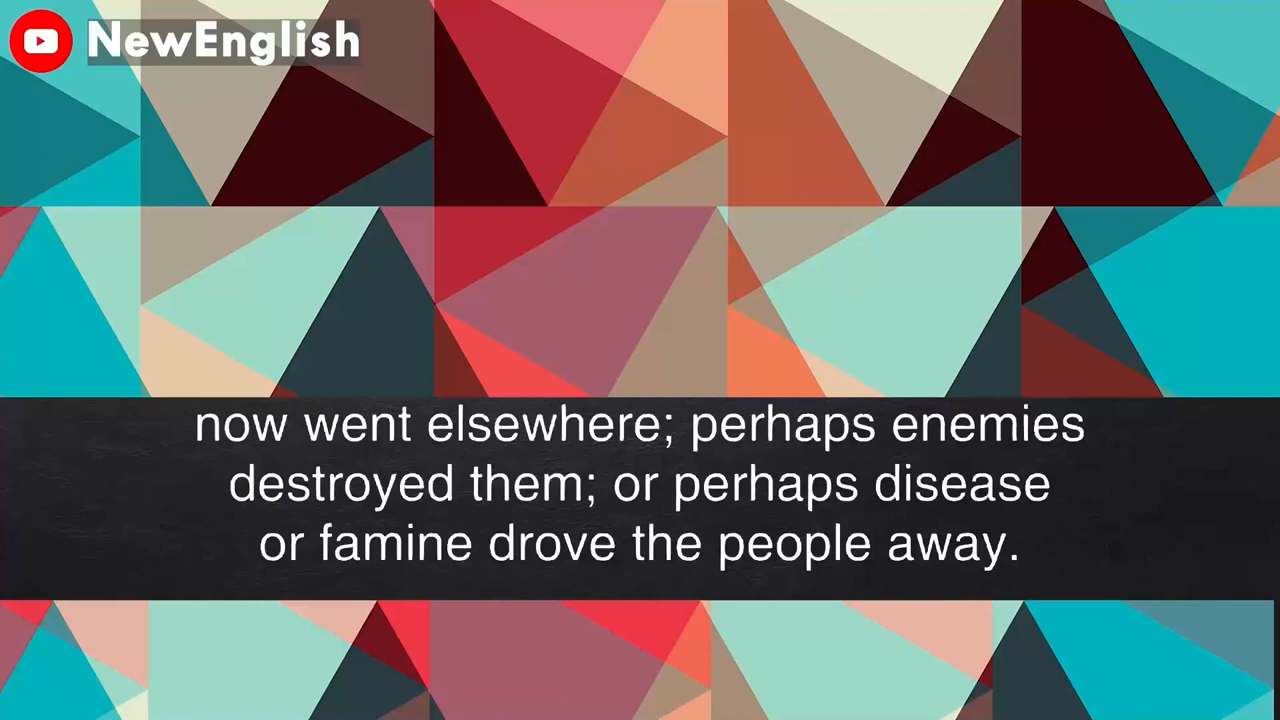 NewEnglish
now went elsewhere; perhaps enemies
destroyed them; or perhaps disease
or famine drove the people away.